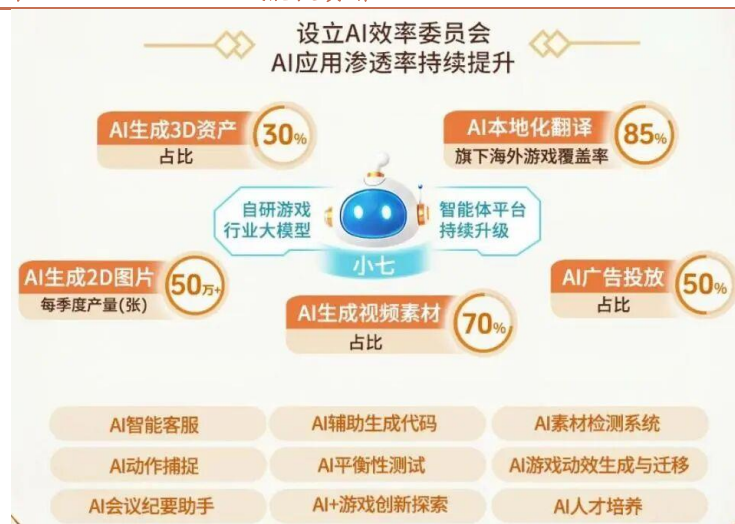 设立AI效率委员会
AI应用渗透率持续提升
AI生成3D资产
占比
30%
AI本地化翻译
旗下海外游戏覆盖率
85%
自研游戏
行业大模型
智能体平台
持续升级
小七
AI生成2D图片
每季度产量(张)
50万+
AI生成视频素材
占比
70%
AI广告投放
占比
50%
AI智能客服
AI辅助生成代码
AI素材检测系统
AI动作捕捉
AI平衡性测试
AI游戏动效生成与迁移
AI会议纪要助手
AI+游戏创新探索
AI人才培养